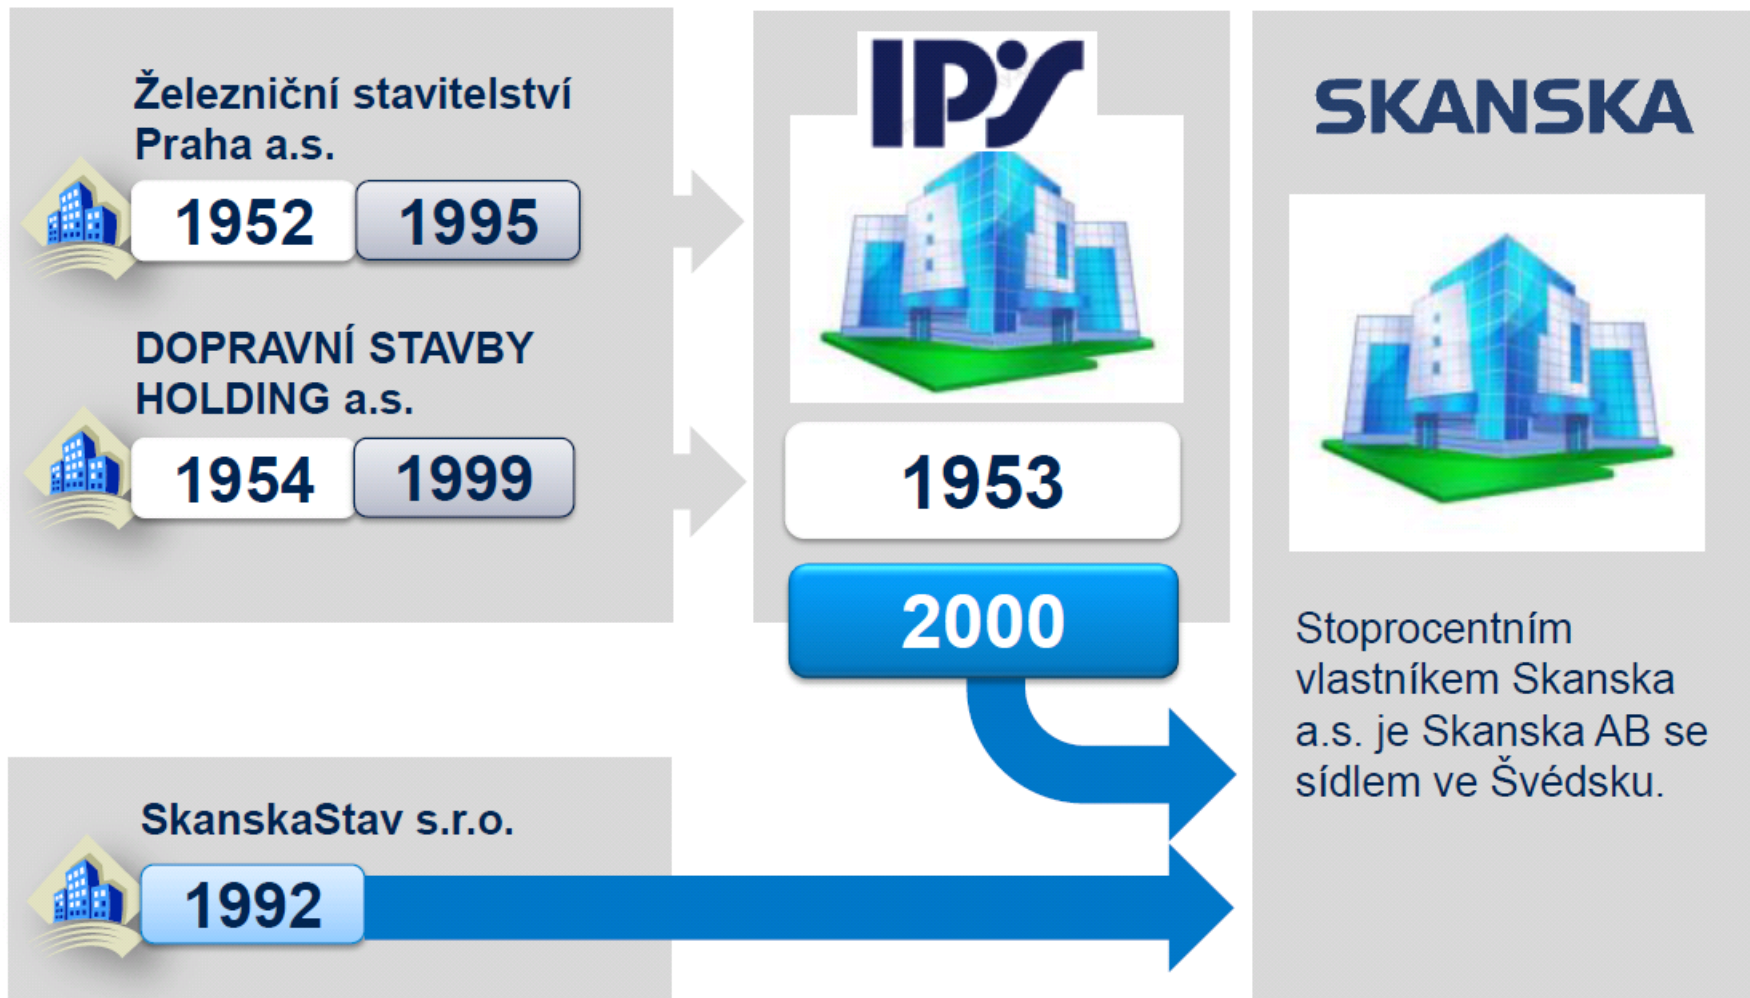 Železniční stavitelství
Praha a.s.
1952 1995
DOPRAVNÍ STAVBY
HOLDING a.s.
1954 1999
IPS
1953
2000
SKANSKA
Stoprocentním
vlastníkem Skanska
a.s. je Skanska AB se
sídlem ve Švédsku.
SkanskaStav s.r.o.
1992